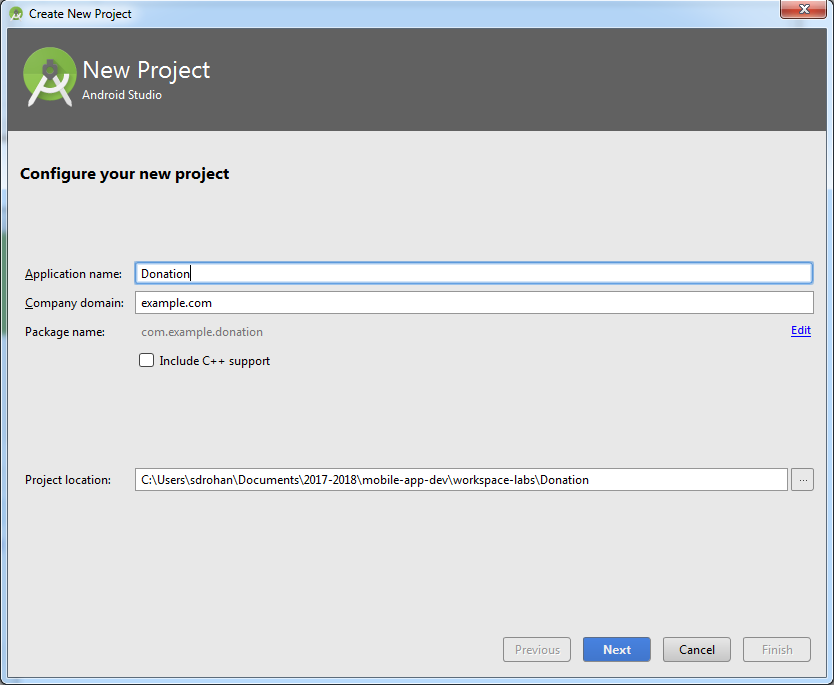 Create New Project
New Project
Android Studio
Configure your new project
Application name: Donation
Company domain: example.com
Package name: com.example.donation Edit
Include C++ support
Project location: C:\Users\sdrohan\Documents\2017-2018\mobile-app-dev\workspace-labs\Donation ...
Previous Next Cancel Finish